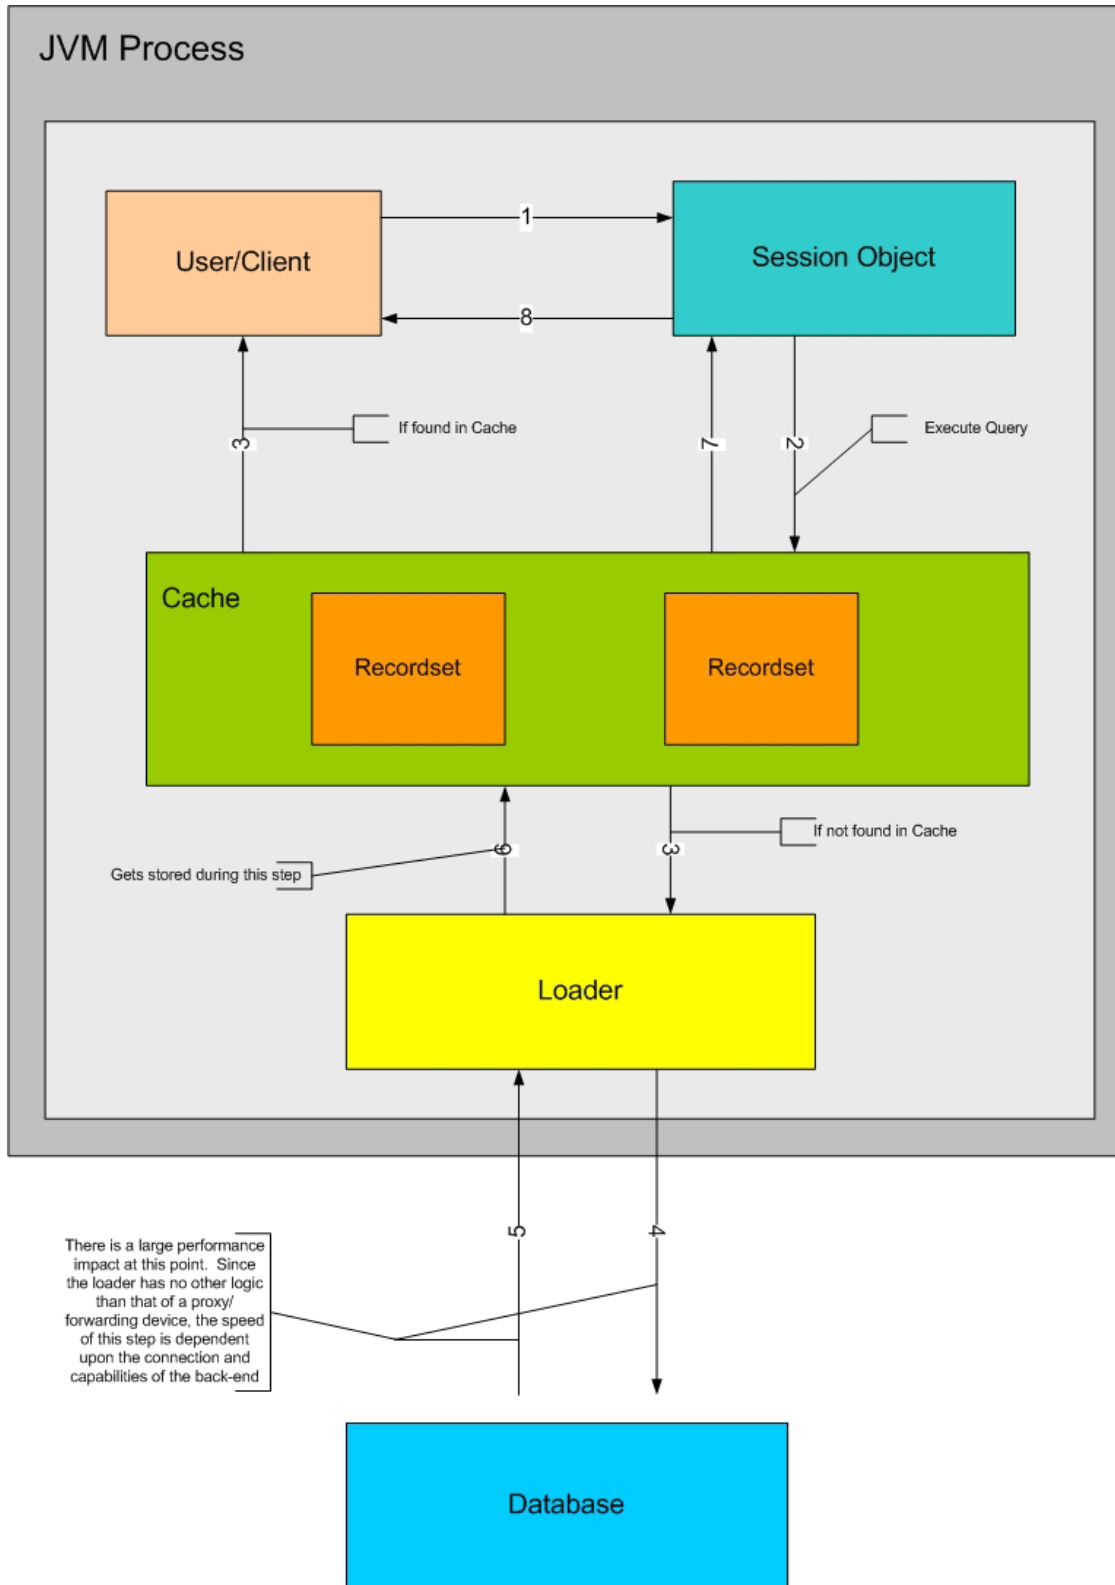 JVM Process
1
User/Client
Session Object
8
If found in Cache
3
7
2
Execute Query
Cache
Recordset
Recordset
If not found in Cache
6
3
Gets stored during this step
Loader
5
4
There is a large performance
impact at this point.  Since
the loader has no other logic
than that of a proxy/
forwarding device, the speed
of this step is dependent
upon the connection and
capabilities of the back-end
Database